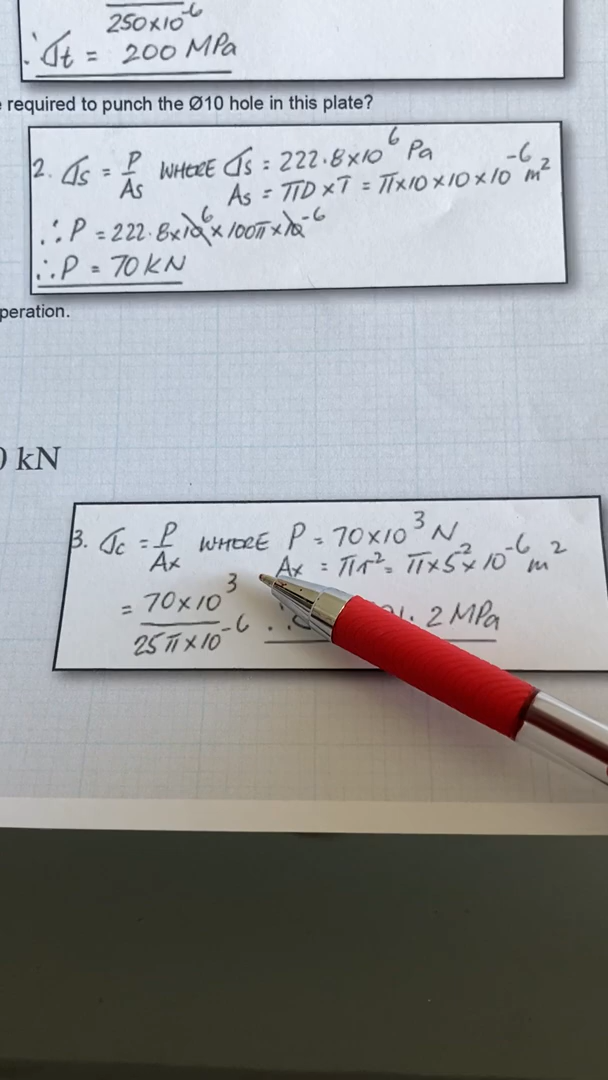 250×10⁻⁶
∴ σt = 200 MPa
required to punch the Ø10 hole in this plate?
2. σs = P/As WHERE σs = 222.8×10⁶ Pa
As = πD×T = π×10×10×10⁻⁶ m²
∴ P = 222.8×10⁶×100π×10⁻⁶
∴ P = 70KN
peration.
kN
3. σc = P/Ax WHERE P = 70×10³ N
Ax = πr² = π×5²×10⁻⁶ m²
= 70×10³/25π×10⁻⁶ ∴ . 2 MPa